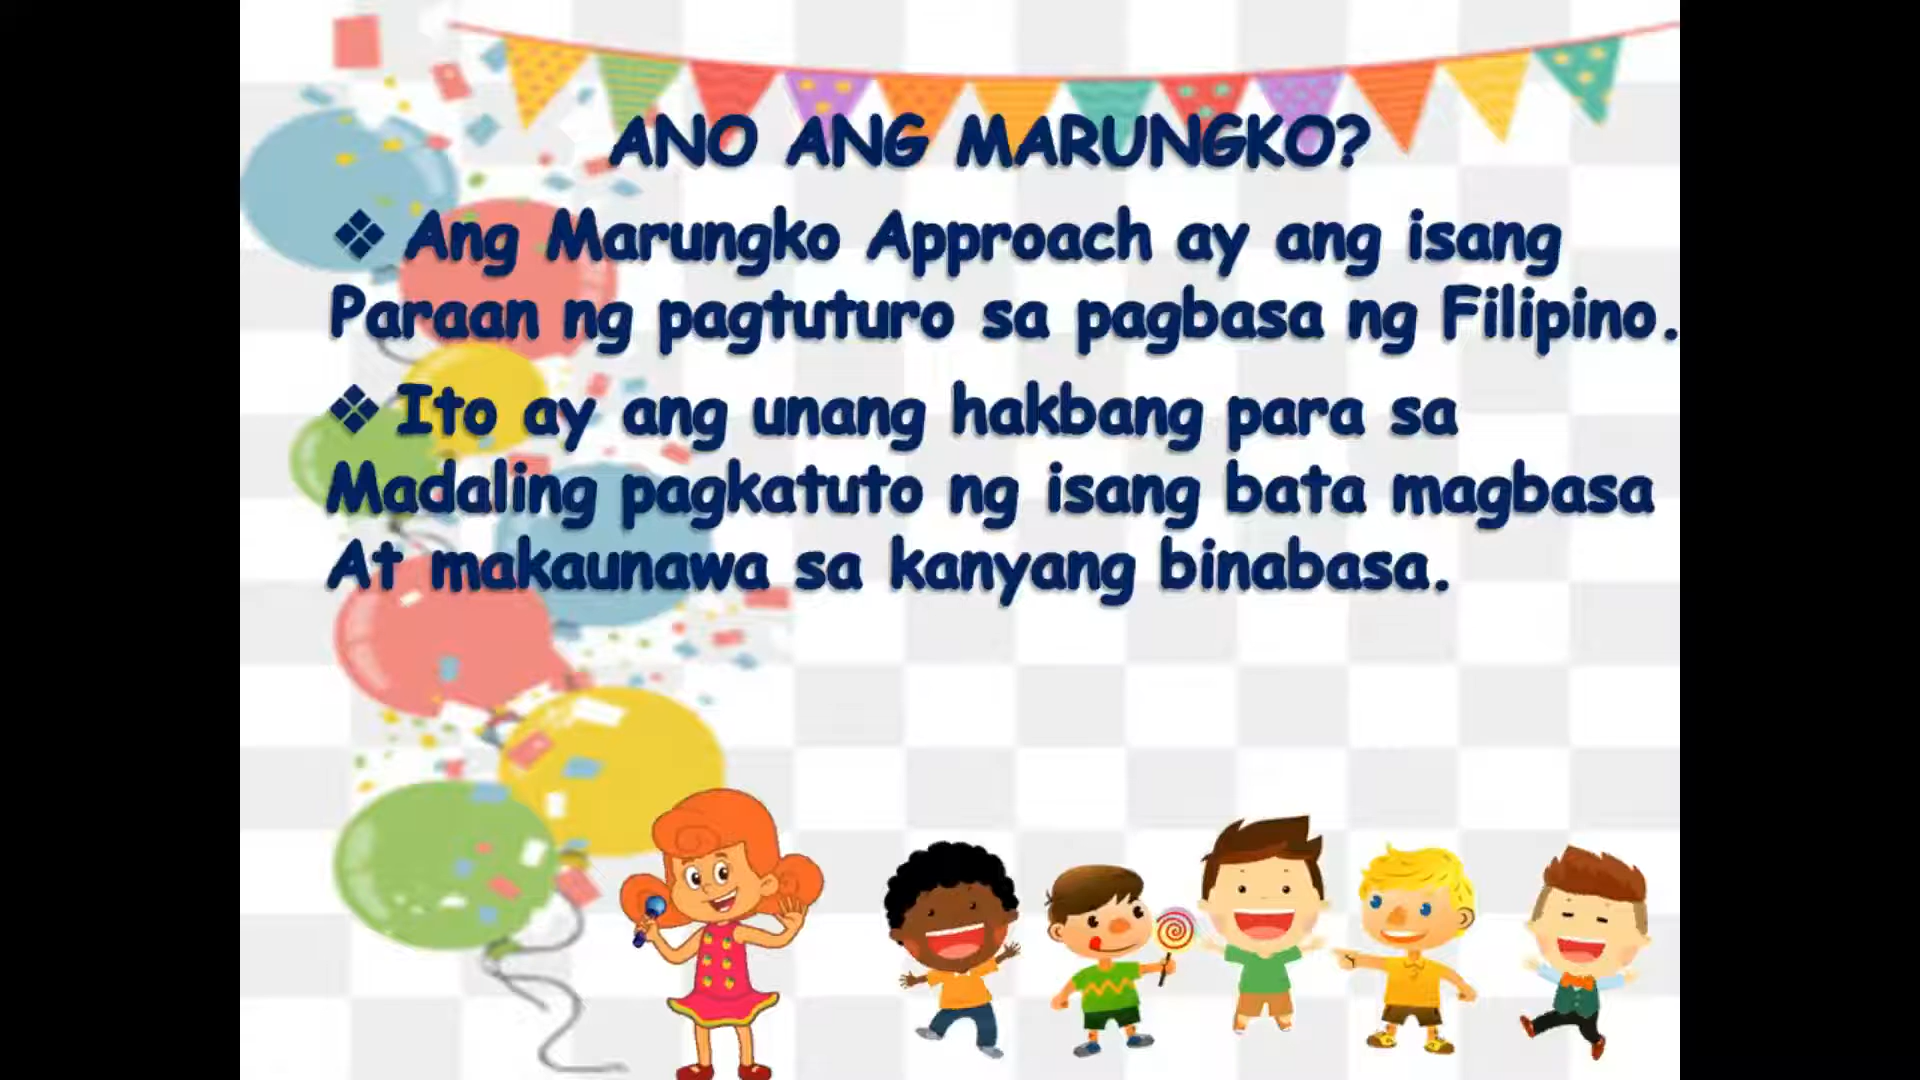 ANO ANG MARUNGKO?
❖ Ang Marungko Approach ay ang isang
Paraan ng pagtuturo sa pagbasa ng Filipino.
❖ Ito ay ang unang hakbang para sa
Madaling pagkatuto ng isang bata magbasa
At makaunawa sa kanyang binabasa.